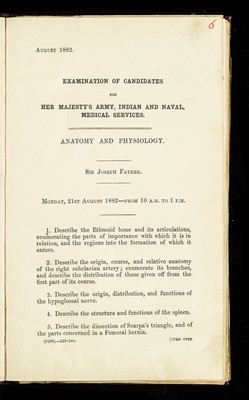 6
AUGUST 1882.
EXAMINATION OF CANDIDATES
FOR
HER MAJESTY'S ARMY, INDIAN AND NAVAL,
MEDICAL SERVICES.
ANATOMY AND PHYSIOLOGY.
SIR JOSEPH FAYRER.
MONDAY, 21ST AUGUST 1882—FROM 10 A.M. TO 1 P.M.
1. Describe the Ethmoid bone and its articulations,
enumerating the parts of importance with which it is in
relation, and the regions into the formation of which it
enters.
2. Describe the origin, course, and relative anatomy
of the right subclavian artery; enumerate its branches,
and describe the distribution of those given off from the
first part of its course.
3. Describe the origin, distribution, and functions of
the hypoglossal nerve.
4. Describe the structure and functions of the spleen.
5. Describe the dissection of Scarpa's triangle, and of
the parts concerned in a Femoral hernia.
[TURN OVER